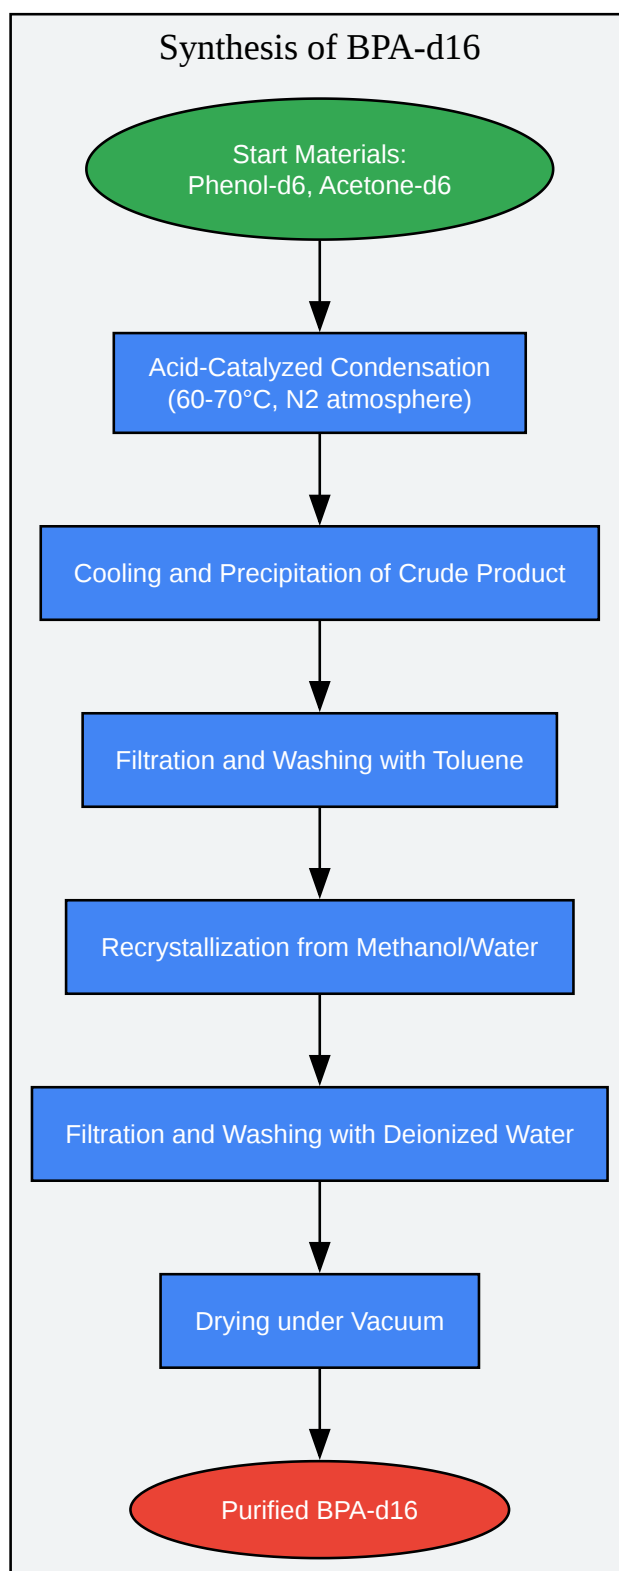 Synthesis of BPA-d16
Start Materials:
Phenol-d6, Acetone-d6
Acid-Catalyzed Condensation
(60-70°C, N2 atmosphere)
Cooling and Precipitation of Crude Product
Filtration and Washing with Toluene
Recrystallization from Methanol/Water
Filtration and Washing with Deionized Water
Drying under Vacuum
Purified BPA-d16